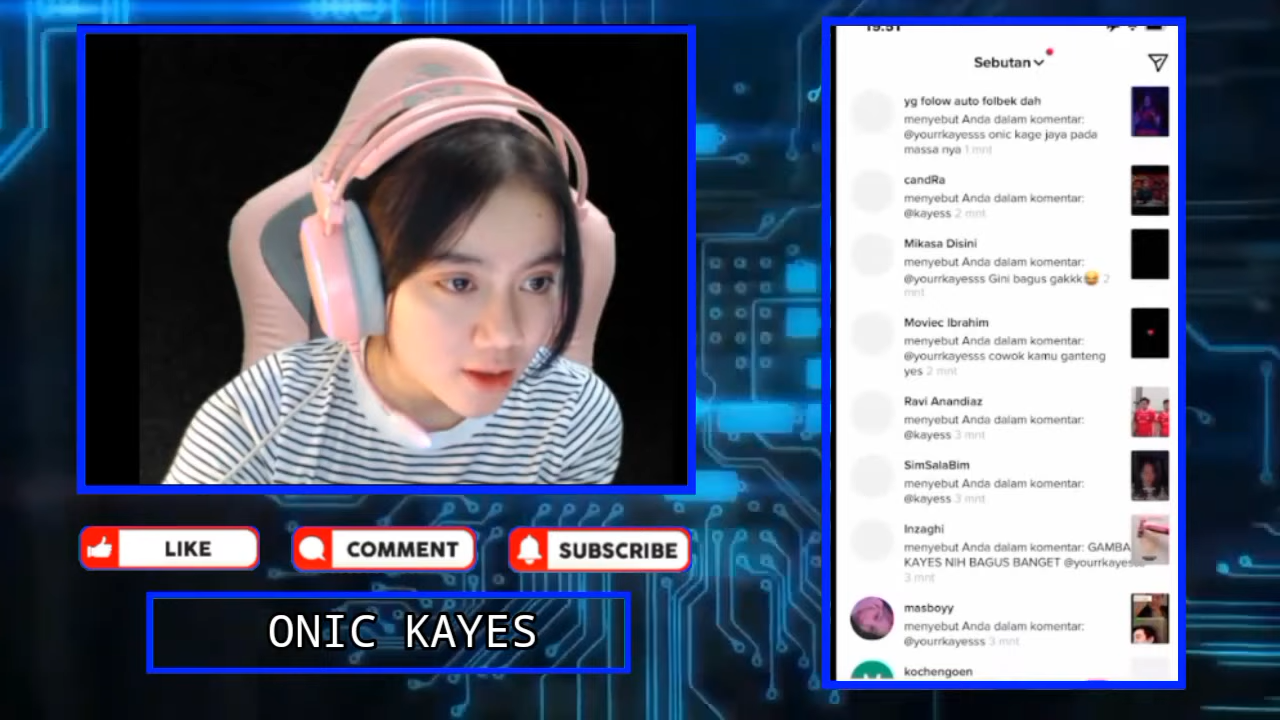 19.51
Sebutan
yg folow auto folbek dah
menyebut Anda dalam komentar:
@yourrkayesss onic kage jaya pada
massa nya 1 mnt
candRa
menyebut Anda dalam komentar:
@kayess 2 mnt
Mikasa Disini
menyebut Anda dalam komentar:
@yourrkayesss Gini bagus gakkk😂 2
mnt
Moviec Ibrahim
menyebut Anda dalam komentar:
@yourrkayesss cowok kamu ganteng
yes 2 mnt
Ravi Anandiaz
menyebut Anda dalam komentar:
@kayess 3 mnt
SimSalaBim
menyebut Anda dalam komentar:
@kayess 3 mnt
Inzaghi
menyebut Anda dalam komentar: GAMBA
KAYES NIH BAGUS BANGET @yourrkayes
3 mnt
masboyy
menyebut Anda dalam komentar:
@yourrkayesss 3 mnt
kochengoen
LIKE
COMMENT
SUBSCRIBE
ONIC KAYES